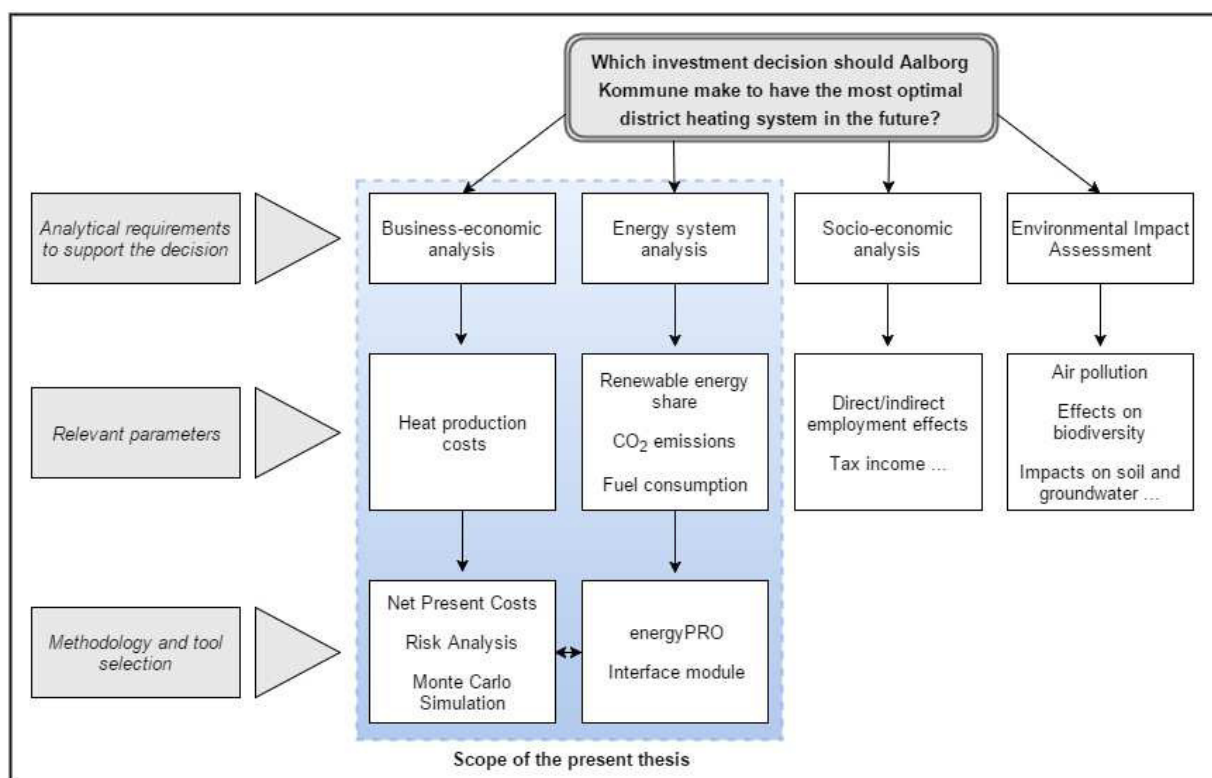 Which investment decision should Aalborg
Kommune make to have the most optimal
district heating system in the future?
Analytical requirements
to support the decision
Business-economic
analysis
Energy system
analysis
Socio-economic
analysis
Environmental Impact
Assessment
Relevant parameters
Heat production
costs
Renewable energy
share
CO₂ emissions
Fuel consumption
Direct/indirect
employment effects
Tax income ...
Air pollution
Effects on
biodiversity
Impacts on soil and
groundwater ...
Methodology and tool
selection
Net Present Costs
Risk Analysis
Monte Carlo
Simulation
energyPRO
Interface module
Scope of the present thesis